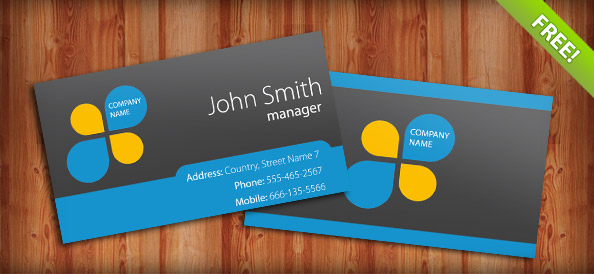 COMPANY
NAME
John Smith
manager
Address: Country, Street Name 7
Phone: 555-465-2567
Mobile: 666-135-5566
COMPANY
NAME
FREE!